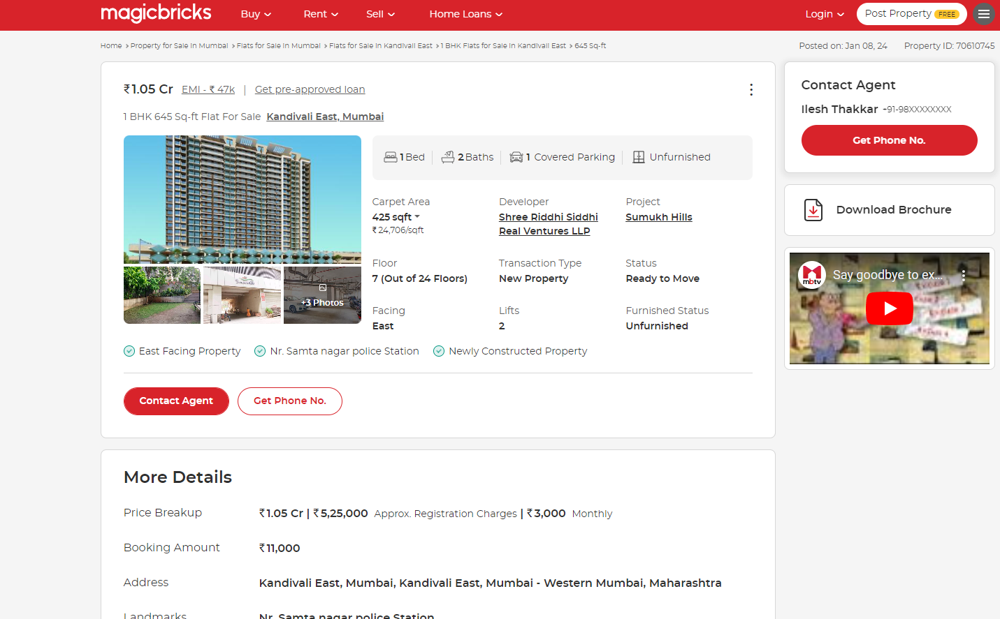 magicbricks
Buy Rent Sell Home Loans Login Post Property FREE
Home > Property for Sale in Mumbai > Flats for Sale in Mumbai > Flats for Sale in Kandivali East > 1 BHK Flats for Sale in Kandivali East > 645 Sq-ft
Posted on: Jan 08, 24 Property ID: 70610745
₹1.05 Cr EMI - ₹ 47k | Get pre-approved loan
1 BHK 645 Sq-ft Flat For Sale Kandivali East, Mumbai
+3 Photos
1 Bed 2 Baths 1 Covered Parking Unfurnished
Carpet Area
425 sqft
₹24,706/sqft
Developer
Shree Riddhi Siddhi
Real Ventures LLP
Project
Sumukh Hills
Floor
7 (Out of 24 Floors)
Transaction Type
New Property
Status
Ready to Move
Facing
East
Lifts
2
Furnished Status
Unfurnished
East Facing Property Nr. Samta nagar police Station Newly Constructed Property
Contact Agent Get Phone No.
More Details
Price Breakup ₹1.05 Cr | ₹5,25,000 Approx. Registration Charges | ₹3,000 Monthly
Booking Amount ₹11,000
Address Kandivali East, Mumbai, Kandivali East, Mumbai - Western Mumbai, Maharashtra
Landmarks Nr. Samta nagar police Station
Contact Agent
Ilesh Thakkar +91-98XXXXXXXX
Get Phone No.
Download Brochure
mbtv
Say goodbye to ex...